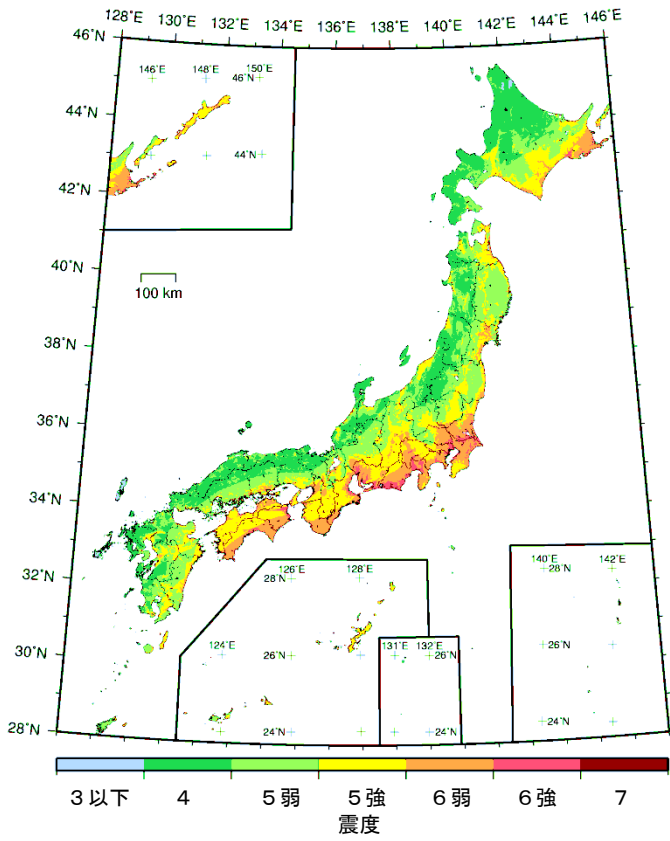 128°E 130°E 132°E 134°E 136°E 138°E 140°E 142°E 144°E 146°E
46°N
146°E 148°E 150°E
46°N
44°N
44°N
42°N
40°N
100 km
38°N
36°N
34°N
32°N
126°E 128°E
28°N
140°E 142°E
28°N
30°N
124°E
26°N
131°E 132°E
26°N
26°N
28°N
24°N
24°N
24°N
3以下 4 5弱 5強 6弱 6強 7
震度